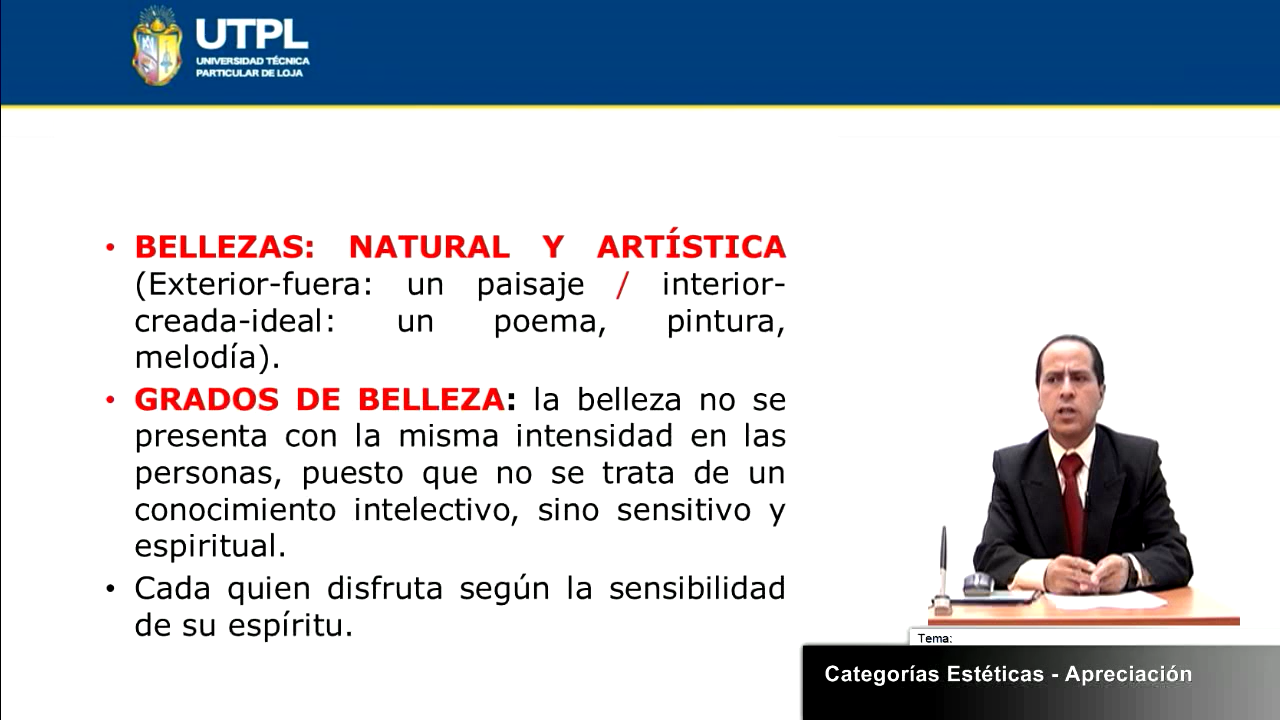 UTPL
UNIVERSIDAD TÉCNICA
PARTICULAR DE LOJA
• BELLEZAS: NATURAL Y ARTÍSTICA
(Exterior-fuera: un paisaje / interior-
creada-ideal: un poema, pintura,
melodía).
• GRADOS DE BELLEZA: la belleza no se
presenta con la misma intensidad en las
personas, puesto que no se trata de un
conocimiento intelectivo, sino sensitivo y
espiritual.
• Cada quien disfruta según la sensibilidad
de su espíritu.
Tema:
Categorías Estéticas - Apreciación